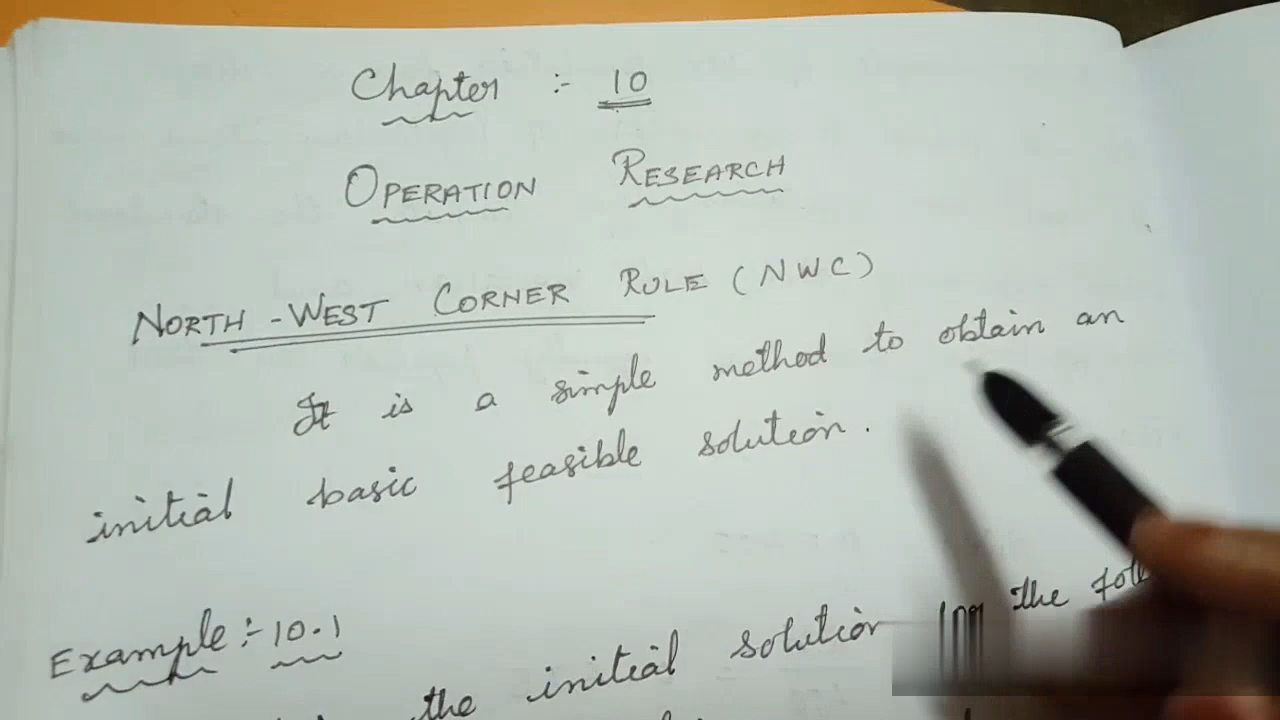 Chapter :- 10
OPERATION RESEARCH
NORTH-WEST CORNER RULE (NWC)
It is a simple method to obtain an
initial basic feasible solution.
Example :- 10.1
the initial solution the